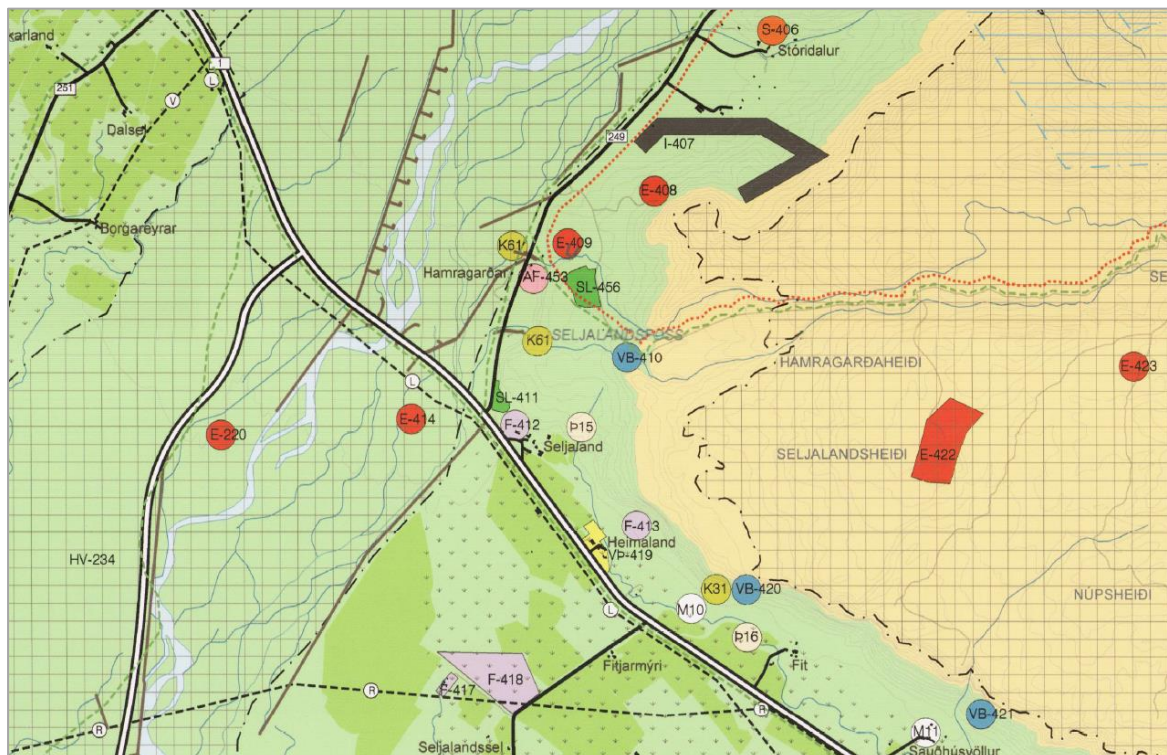 S-406
Stóridalur
1
L
251
V
Dalsel
249
I-407
E-408
Borgareyrar
K61
E-409
Hamragarðar
AF-453
SL-456
SELJALANDSFOSS
K61
VB-410
HAMRAGARÐAHEIÐI
E-423
L
SL-411
E-414
F-412
Þ15
E-220
Seljaland
SELJALANDSHEIÐI
E-422
F-413
Heimaland
VÞ-419
HV-234
K31
VB-420
NÚPSHEIÐI
L
M10
Þ16
Fitjarmýri
Fit
F-417
F-418
R
R
R
VB-421
M11
Seljalandssel
Sauðhúsvöllur